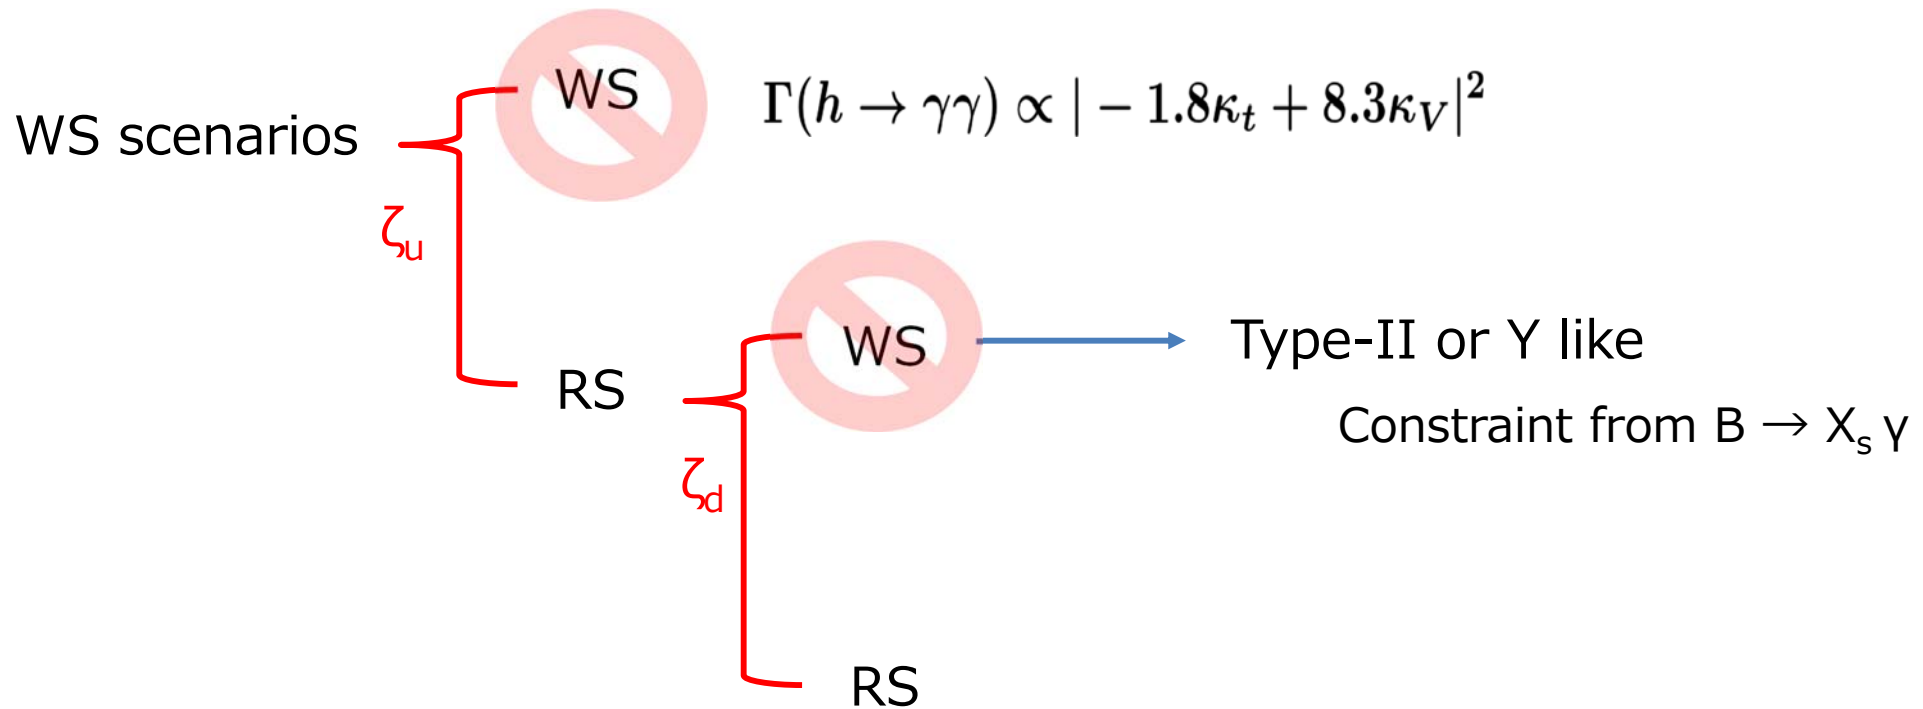 WS Γ(h → γγ) ∝ | − 1.8κ_t + 8.3κ_V|²
WS scenarios
ζ_u
WS Type-II or Y like
RS
Constraint from B → X_s γ
ζ_d
RS